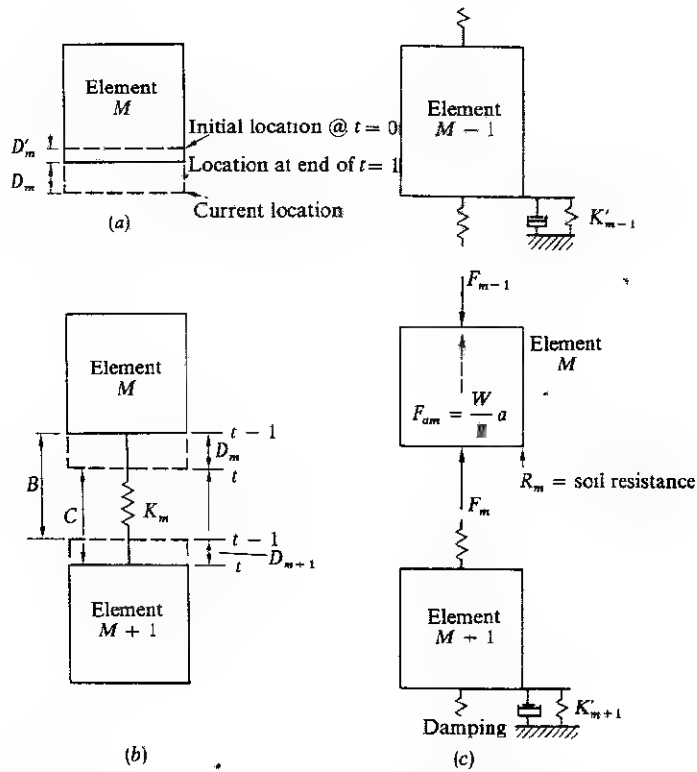 Element
M
D'm
Dm
Initial location @ t = 0
Location at end of t = 1
Current location
(a)
Element
M
t − 1
Dm
t
B
C
Km
t − 1
Dm+1
t
Element
M + 1
(b)
Element
M − 1
K'm−1
Fm−1
Element
M
Fam = W a
Rm = soil resistance
Fm
Element
M + 1
K'm+1
Damping
(c)